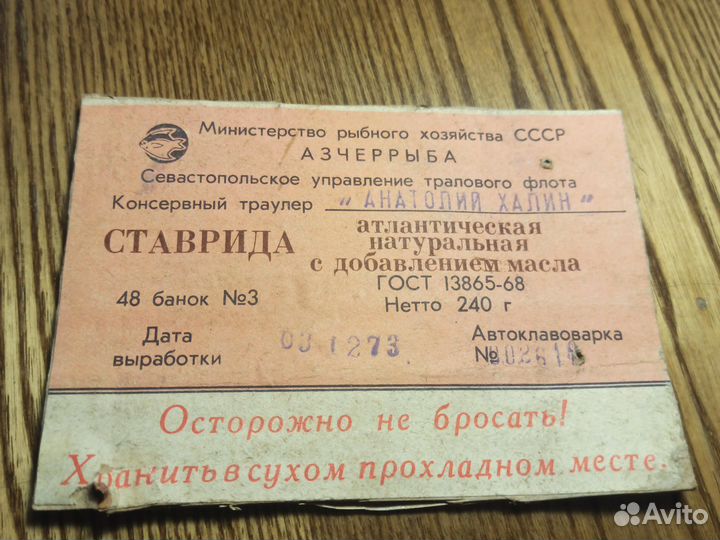 Министерство рыбного хозяйства СССР
АЗЧЕРРЫБА
Севастопольское управление тралового флота
Консервный траулер "АНАТОЛИЙ ХАЛИН"
СТАВРИДА атлантическая
натуральная
с добавлением масла
ГОСТ 13865-68
48 банок №3 Нетто 240 г
Дата выработки 03 1273
Автоклавоварка
№
Осторожно не бросать!
Хранить в сухом прохладном месте.
Avito